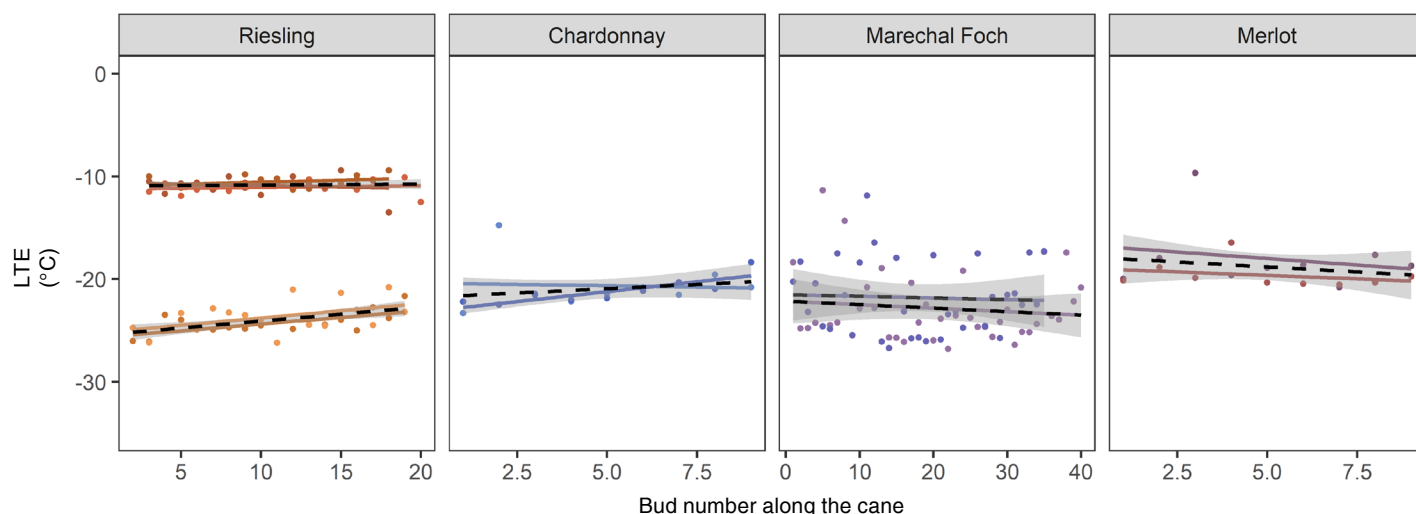 Riesling Chardonnay Marechal Foch Merlot
0
-10
-20
-30
LTE
(°C)
5 10 15 20 2.5 5.0 7.5 0 10 20 30 40 2.5 5.0 7.5
Bud number along the cane